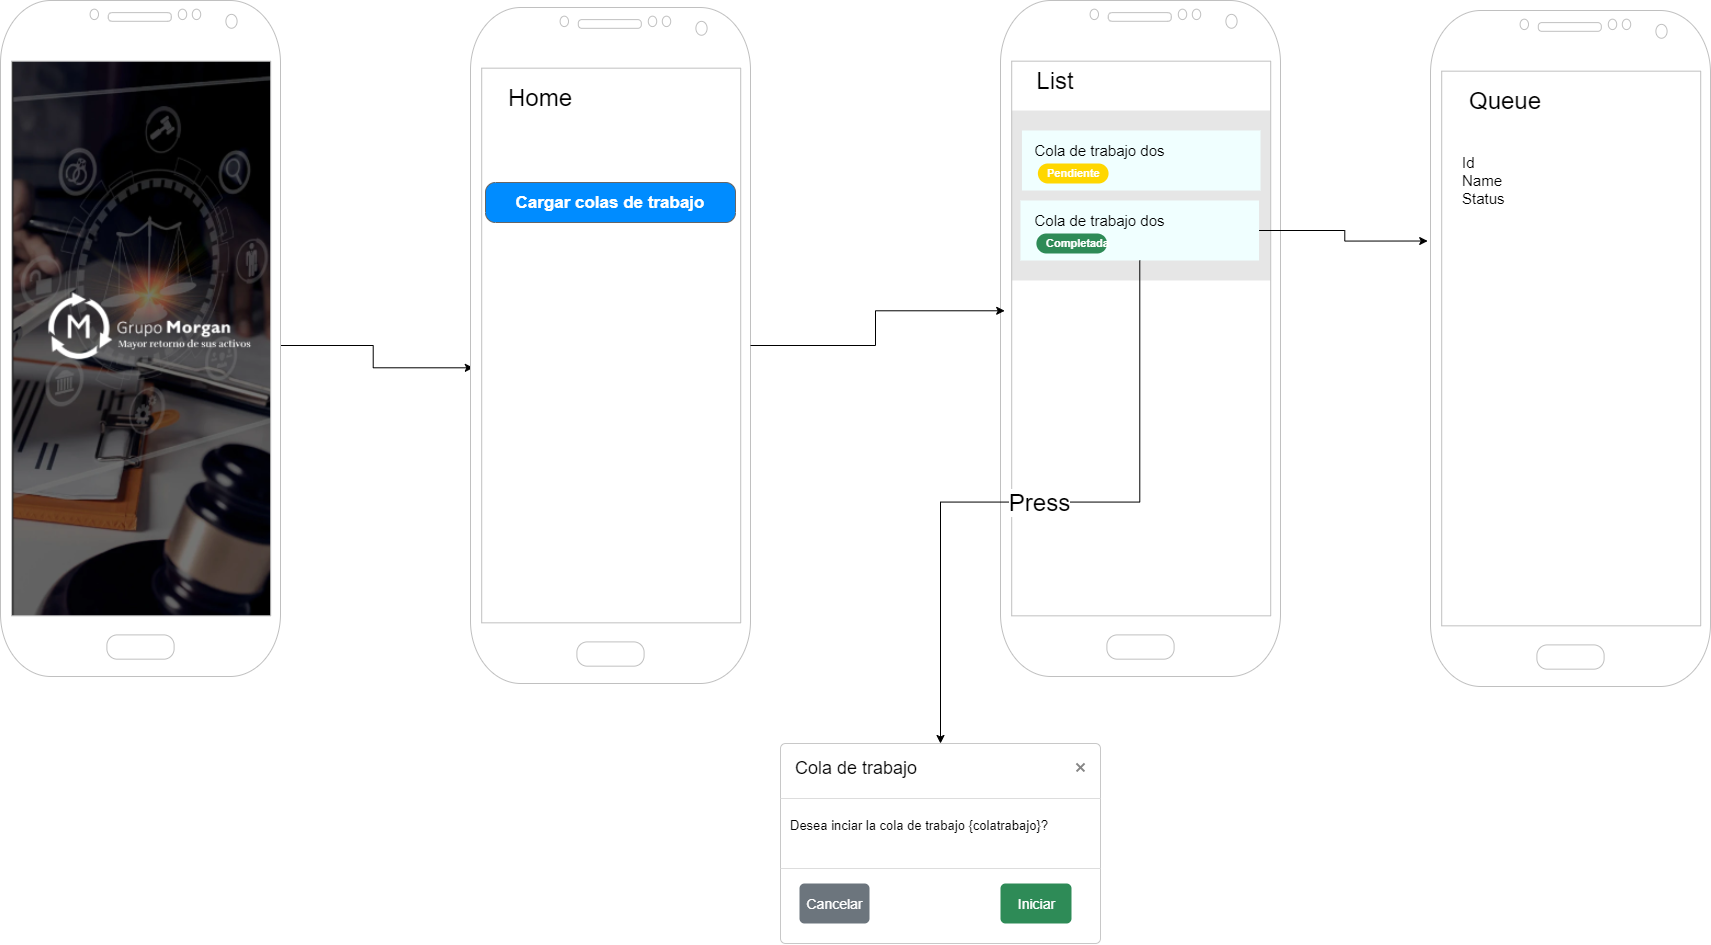 M
Grupo Morgan
Mayor retorno de sus activos
Home
Cargar colas de trabajo
List
Cola de trabajo dos
Pendiente
Cola de trabajo dos
Completada
Press
Queue
Id
Name
Status
Cola de trabajo
×
Desea inciar la cola de trabajo {colatrabajo}?
Cancelar
Iniciar